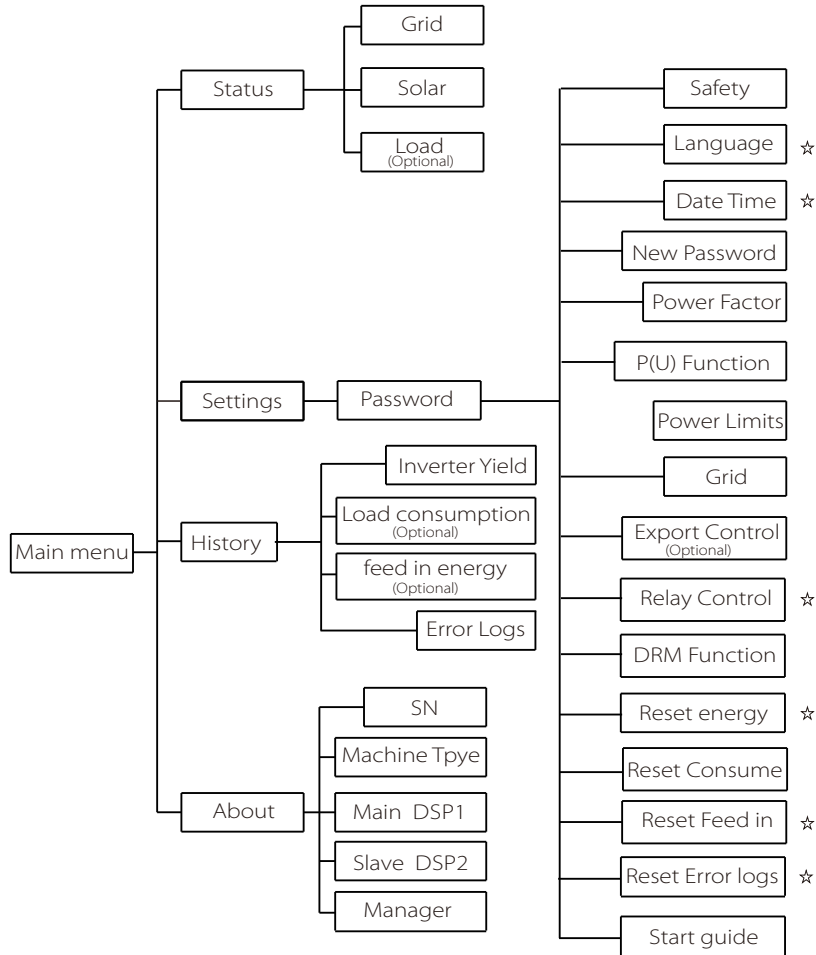 Main menu
Status
Grid
Solar
Load
(Optional)
Settings
Password
Safety
Language ☆
Date Time ☆
New Password
Power Factor
P(U) Function
Power Limits
Grid
Export Control
(Optional)
Relay Control ☆
DRM Function
Reset energy ☆
Reset Consume
Reset Feed in ☆
Reset Error logs ☆
Start guide
History
Inverter Yield
Load consumption
(Optional)
feed in energy
(Optional)
Error Logs
About
SN
Machine Tpye
Main DSP1
Slave DSP2
Manager